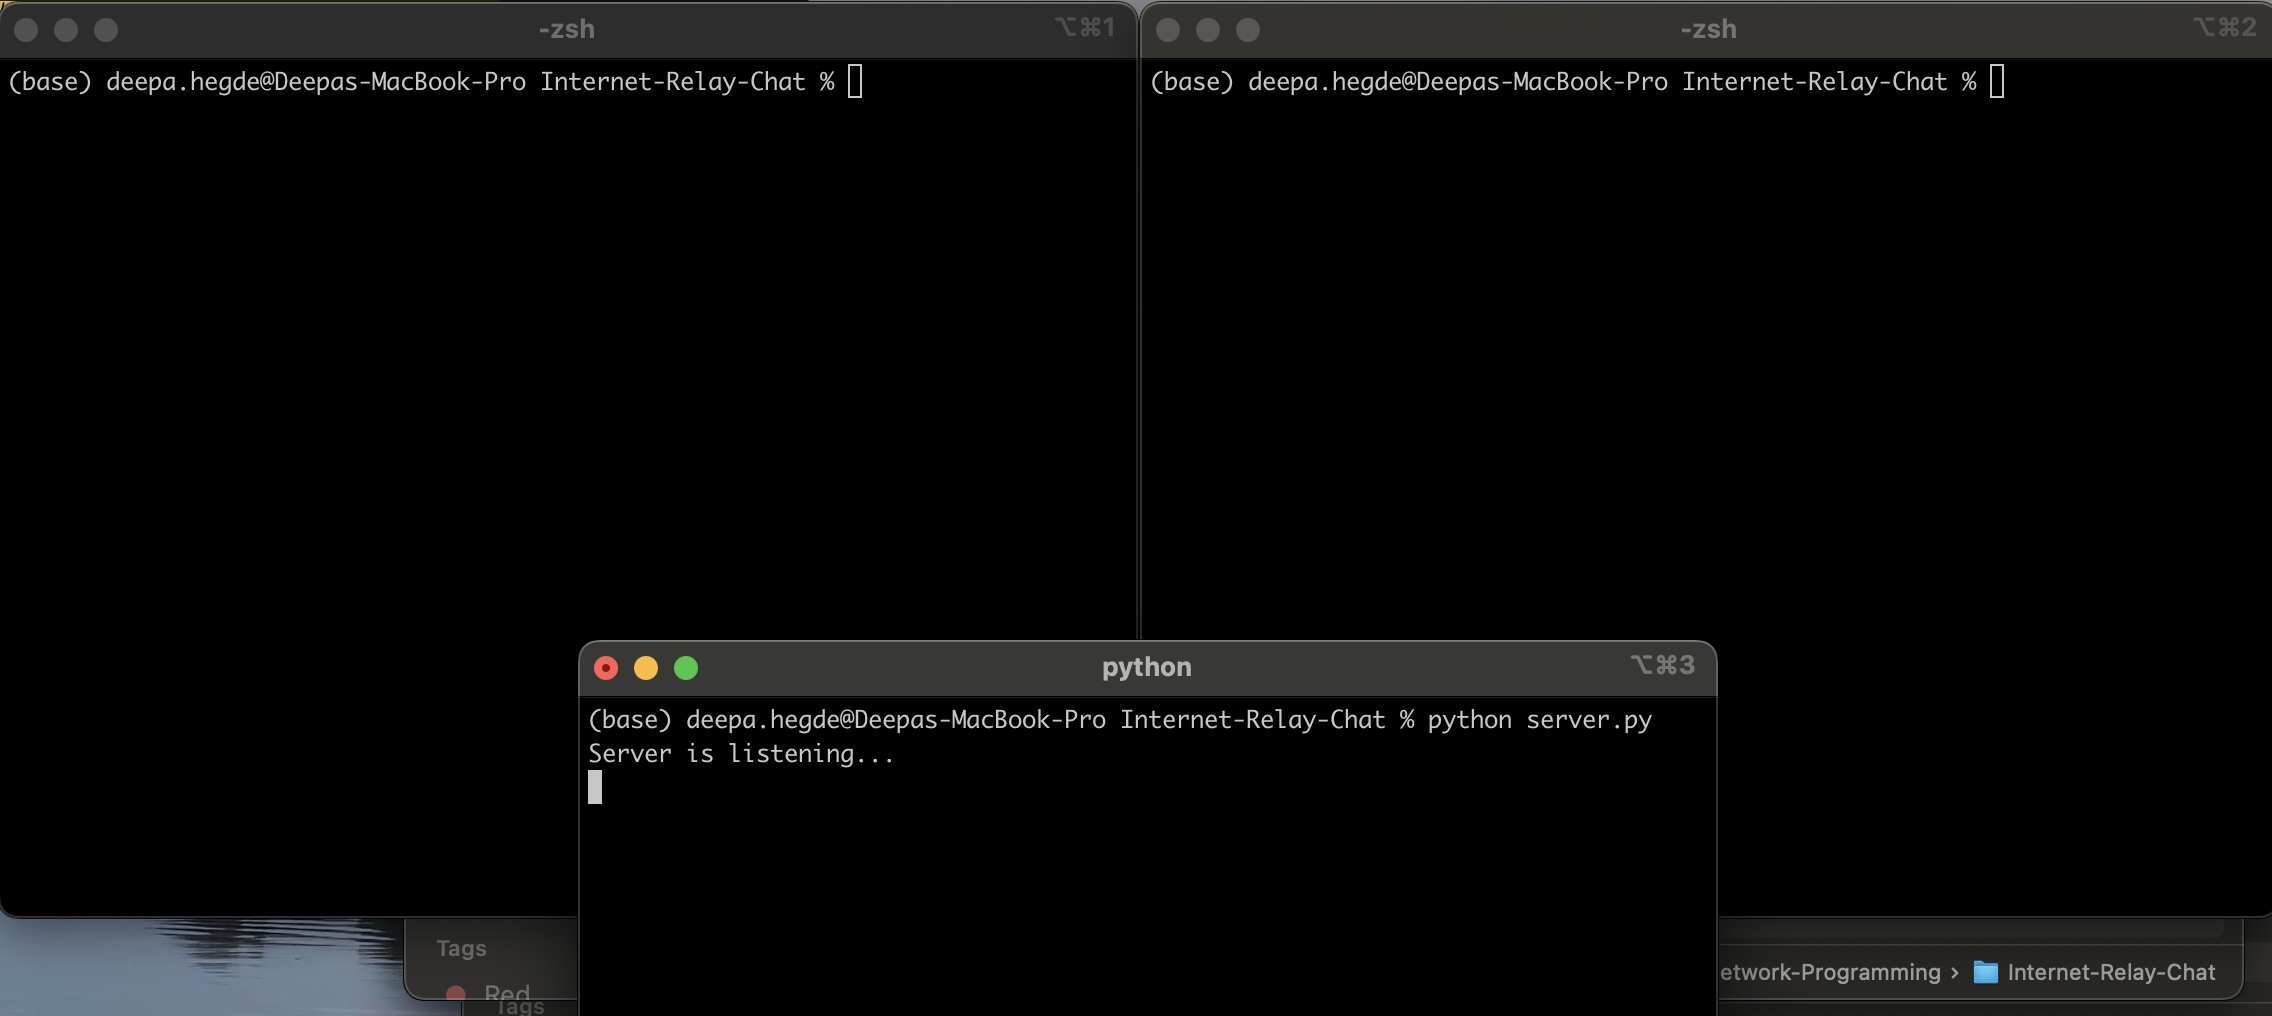 -zsh ⌥⌘1
(base) deepa.hegde@Deepas-MacBook-Pro Internet-Relay-Chat %
-zsh ⌥⌘2
(base) deepa.hegde@Deepas-MacBook-Pro Internet-Relay-Chat %
python ⌥⌘3
(base) deepa.hegde@Deepas-MacBook-Pro Internet-Relay-Chat % python server.py
Server is listening...
Tags
Red
Tags
etwork-Programming › Internet-Relay-Chat